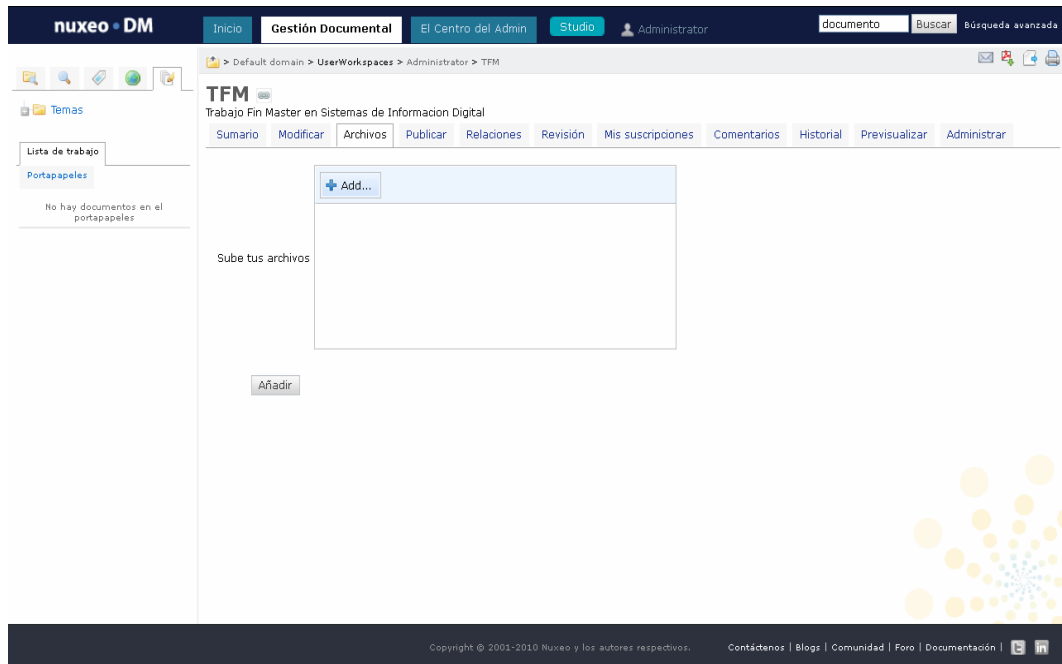 nuxeo • DM
Inicio Gestión Documental El Centro del Admin Studio Administrator documento Buscar Búsqueda avanzada
> Default domain > UserWorkspaces > Administrator > TFM
TFM
Trabajo Fin Master en Sistemas de Informacion Digital
Sumario Modificar Archivos Publicar Relaciones Revisión Mis suscripciones Comentarios Historial Previsualizar Administrar
Temas
Lista de trabajo
Portapapeles
No hay documentos en el
portapapeles
Add...
Sube tus archivos
Añadir
Copyright © 2001-2010 Nuxeo y los autores respectivos. Contáctenos | Blogs | Comunidad | Foro | Documentación |